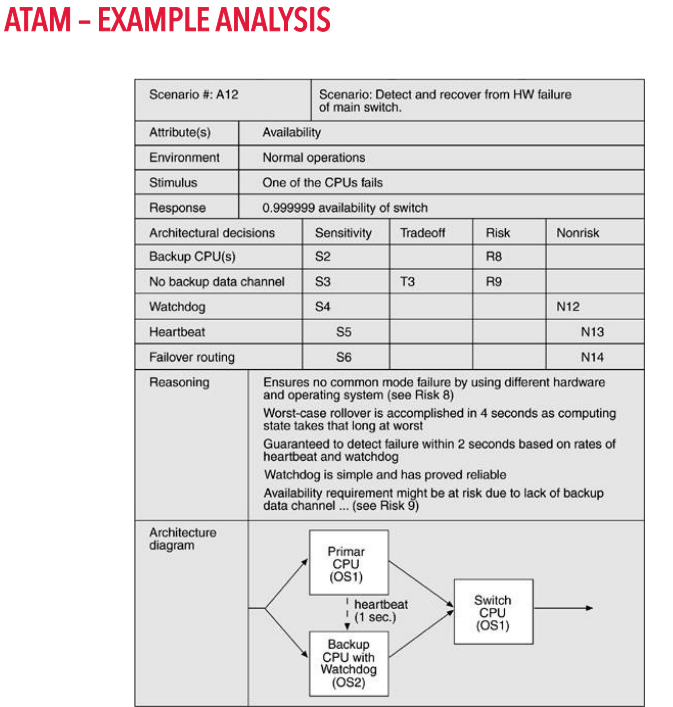 ATAM – EXAMPLE ANALYSIS
Scenario #: A12
Scenario: Detect and recover from HW failure
of main switch.
Attribute(s)
Availability
Environment
Normal operations
Stimulus
One of the CPUs fails
Response
0.999999 availability of switch
Architectural decisions
Sensitivity
Tradeoff
Risk
Nonrisk
Backup CPU(s)
S2
R8
No backup data channel
S3
T3
R9
Watchdog
S4
N12
Heartbeat
S5
N13
Failover routing
S6
N14
Reasoning
Ensures no common mode failure by using different hardware
and operating system (see Risk 8)
Worst-case rollover is accomplished in 4 seconds as computing
state takes that long at worst
Guaranteed to detect failure within 2 seconds based on rates of
heartbeat and watchdog
Watchdog is simple and has proved reliable
Availability requirement might be at risk due to lack of backup
data channel ... (see Risk 9)
Architecture
diagram
Primar
CPU
(OS1)
heartbeat
(1 sec.)
Backup
CPU with
Watchdog
(OS2)
Switch
CPU
(OS1)